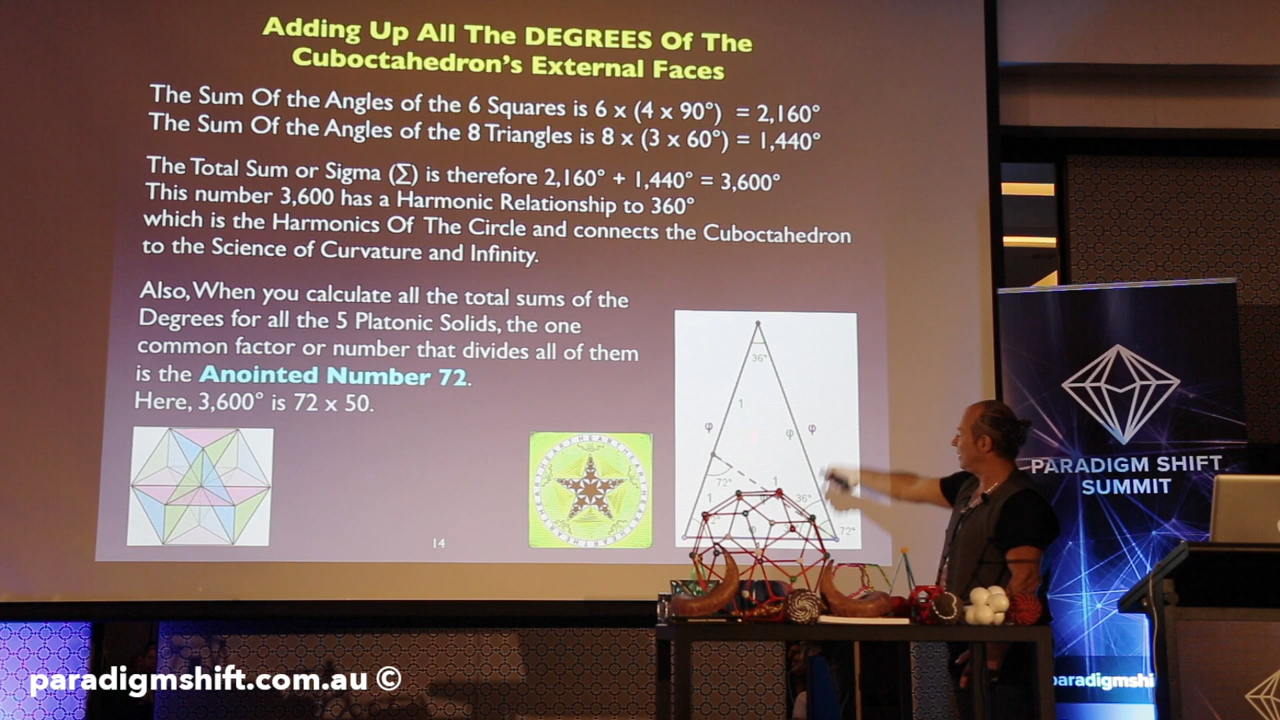 Adding Up All The DEGREES Of The
Cuboctahedron's External Faces
The Sum Of the Angles of the 6 Squares is 6 x (4 x 90°) = 2,160°
The Sum Of the Angles of the 8 Triangles is 8 x (3 x 60°) = 1,440°
The Total Sum or Sigma (∑) is therefore 2,160° + 1,440° = 3,600°
This number 3,600 has a Harmonic Relationship to 360°
which is the Harmonics Of The Circle and connects the Cuboctahedron
to the Science of Curvature and Infinity.
Also, When you calculate all the total sums of the
Degrees for all the 5 Platonic Solids, the one
common factor or number that divides all of them
is the Anointed Number 72.
Here, 3,600° is 72 x 50.
36°
1
φ
φ φ
72°
1
1
36°
72°
14
PARADIGM SHIFT
SUMMIT
paradigmshi
paradigmshift.com.au ©